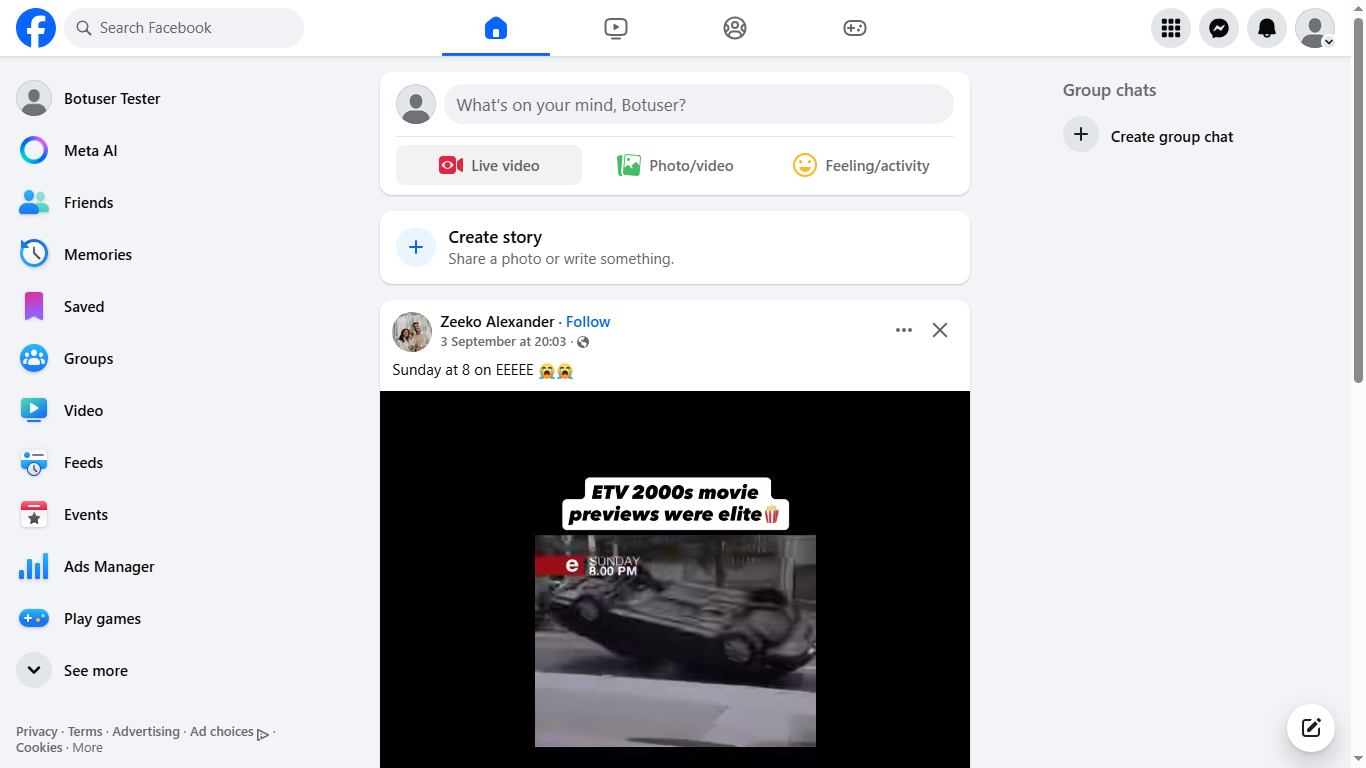 Search Facebook
Botuser Tester
Meta AI
Friends
Memories
Saved
Groups
Video
Feeds
Events
Ads Manager
Play games
See more
Privacy · Terms · Advertising · Ad choices ·
Cookies · More
What's on your mind, Botuser?
Live video
Photo/video
Feeling/activity
Create story
Share a photo or write something.
Zeeko Alexander · Follow
3 September at 20:03 ·
Sunday at 8 on EEEEE 😭😭
ETV 2000s movie
previews were elite🍿
e SUNDAY
8.00 PM
Group chats
Create group chat